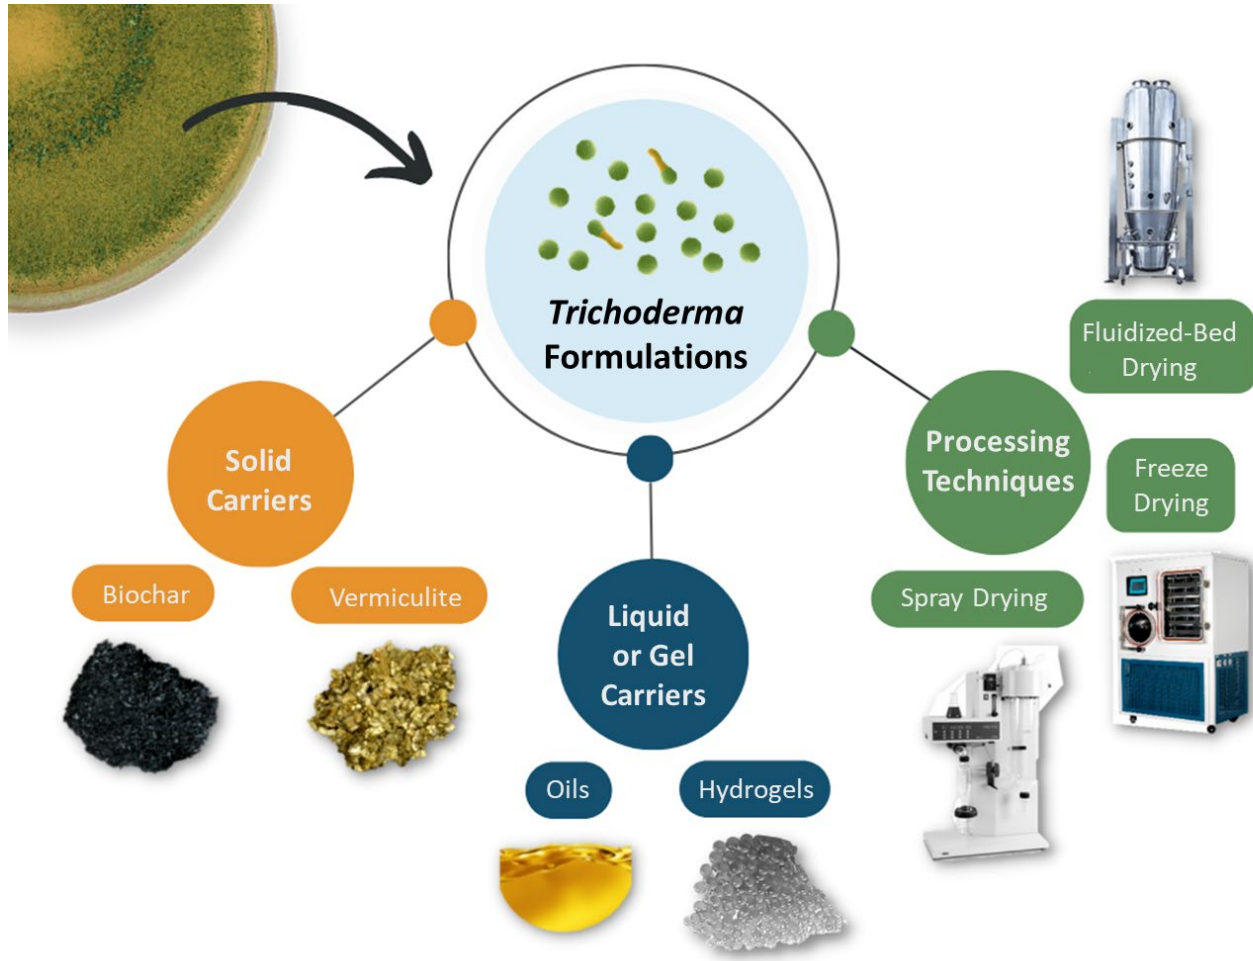 Trichoderma
Formulations
Solid
Carriers
Biochar
Vermiculite
Liquid
or Gel
Carriers
Oils
Hydrogels
Processing
Techniques
Fluidized-Bed
Drying
Freeze
Drying
Spray Drying